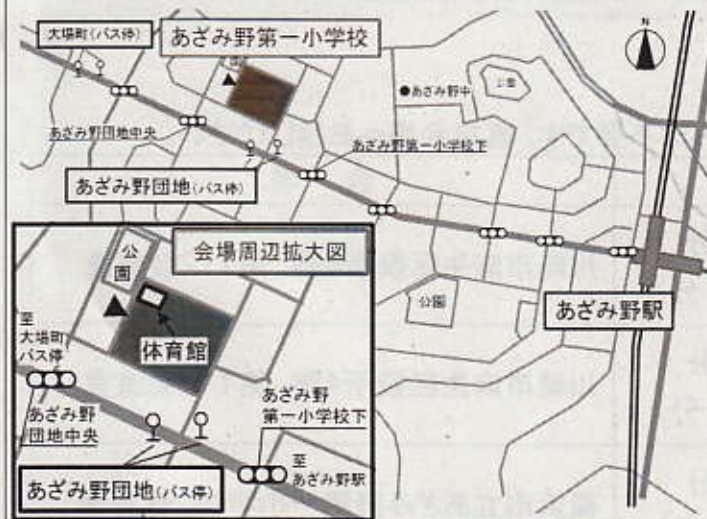 大場町(バス停)
あざみ野第一小学校
公園
N
●あざみ野中
公園
あざみ野団地中央
あざみ野第一小学校下
あざみ野団地(バス停)
公園
あざみ野駅
会場周辺拡大図
公園
体育館
至
大場町
バス停
あざみ野
団地中央
あざみ野
第一小学校下
至
あざみ野駅
あざみ野団地(バス停)